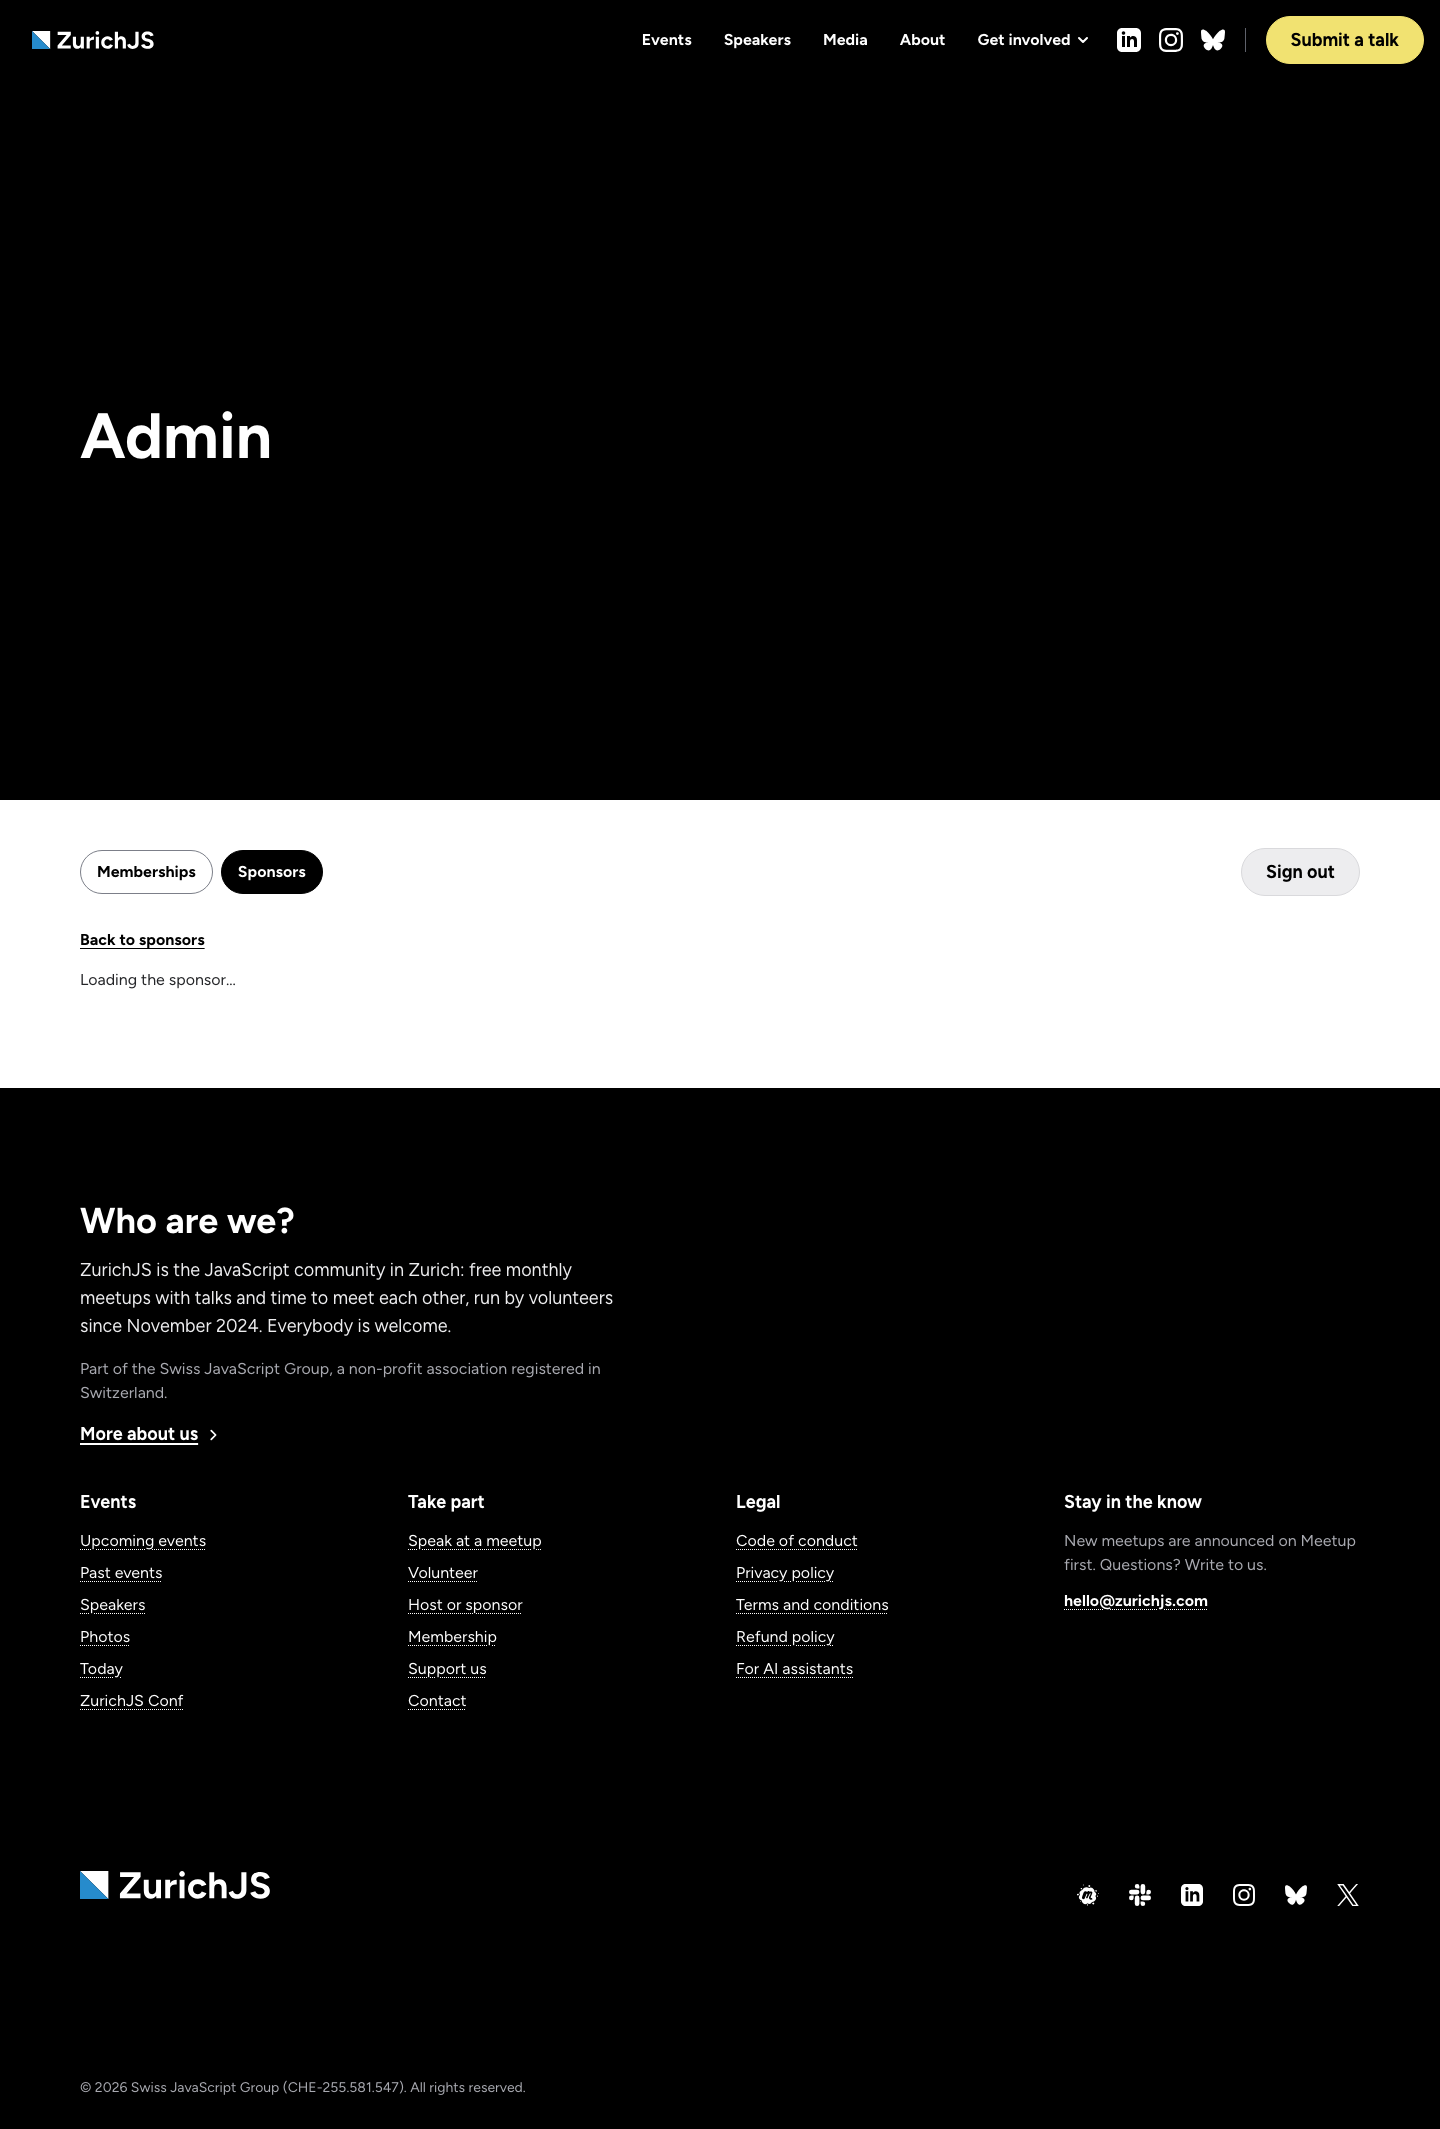 ZurichJS
Events
Speakers
Media
About
Get involved
Submit a talk
Admin
Memberships
Sponsors
Sign out
Back to sponsors
Loading the sponsor...
Who are we?
ZurichJS is the JavaScript community in Zurich: free monthly
meetups with talks and time to meet each other, run by volunteers
since November 2024. Everybody is welcome.
Part of the Swiss JavaScript Group, a non-profit association registered in
Switzerland.
More about us
Events
Upcoming events
Past events
Speakers
Photos
Today
ZurichJS Conf
Take part
Speak at a meetup
Volunteer
Host or sponsor
Membership
Support us
Contact
Legal
Code of conduct
Privacy policy
Terms and conditions
Refund policy
For AI assistants
Stay in the know
New meetups are announced on Meetup
first. Questions? Write to us.
hello@zurichjs.com
ZurichJS
© 2026 Swiss JavaScript Group (CHE-255.581.547). All rights reserved.